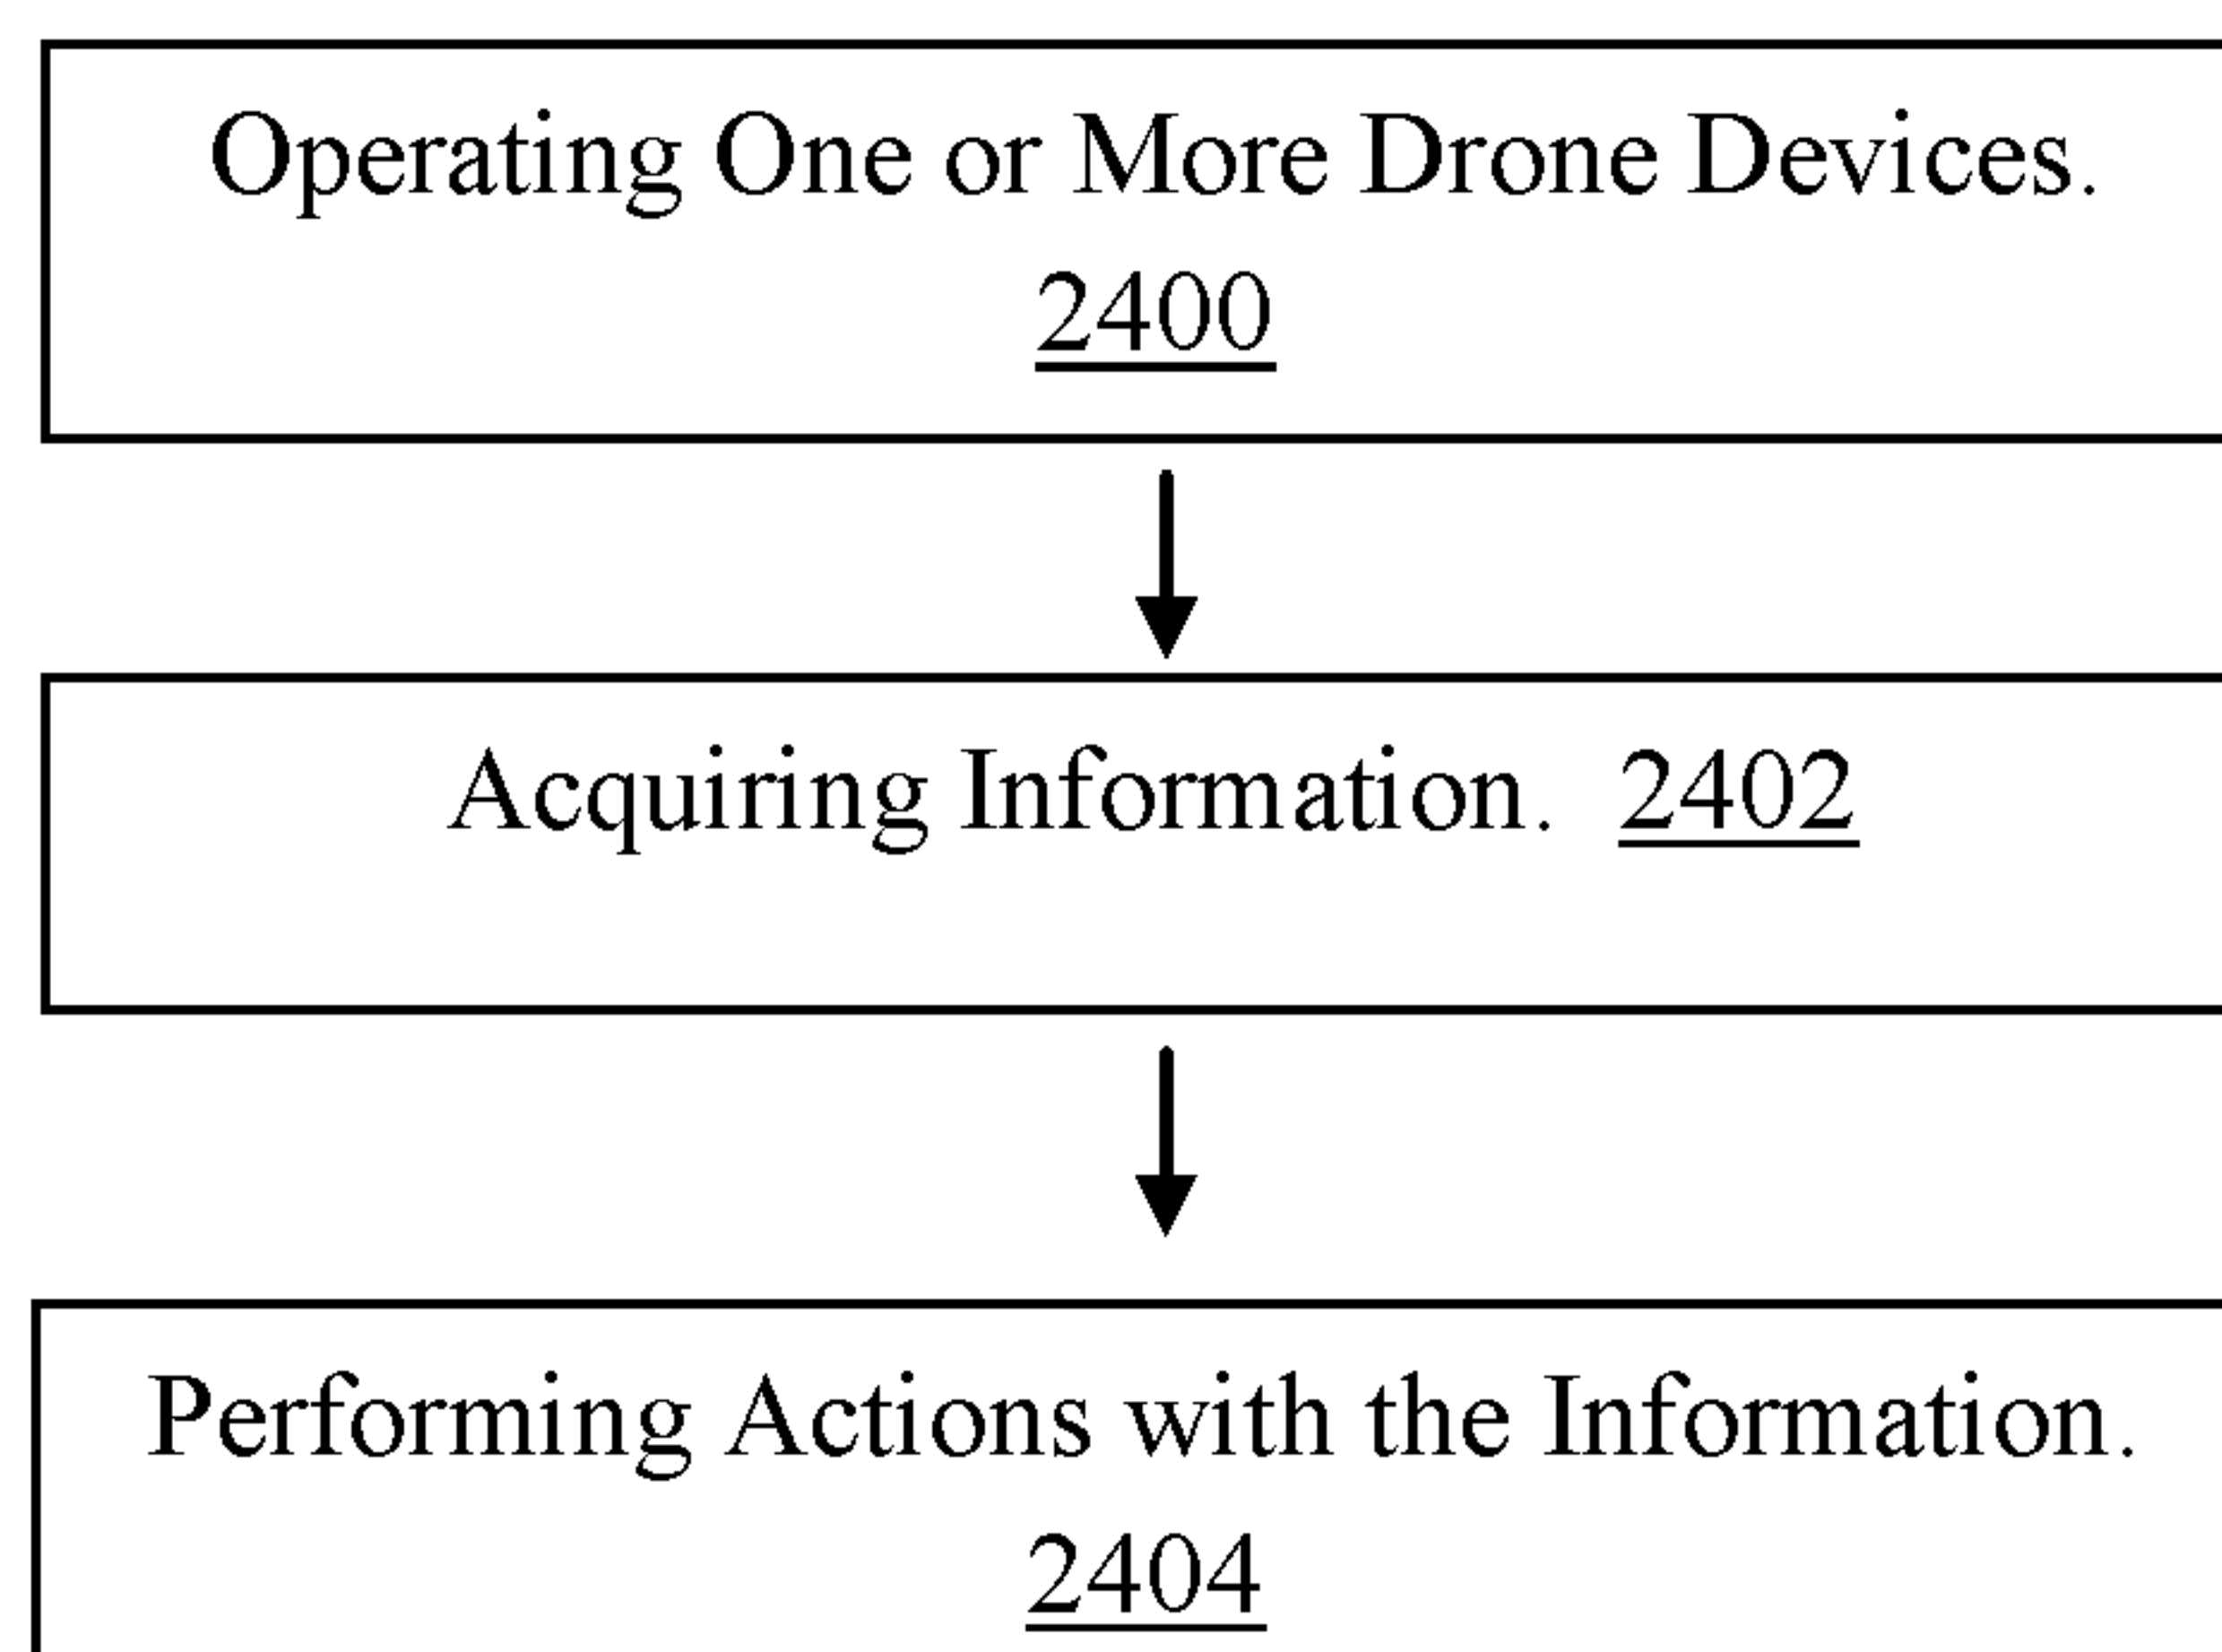 Operating One or More Drone Devices.
2400
Acquiring Information. 2402
Performing Actions with the Information.
2404